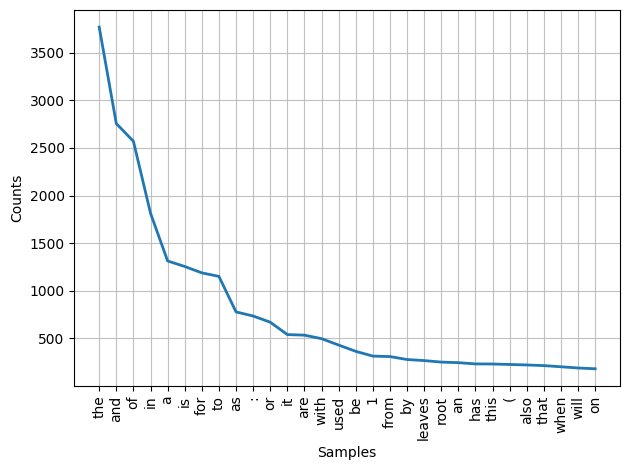 3500
3000
2500
2000
1500
1000
500
Counts
the
and
of
in
a
is
for
to
as
:
or
it
are
with
used
be
1
from
by
leaves
root
an
has
this
(
also
that
when
will
on
Samples